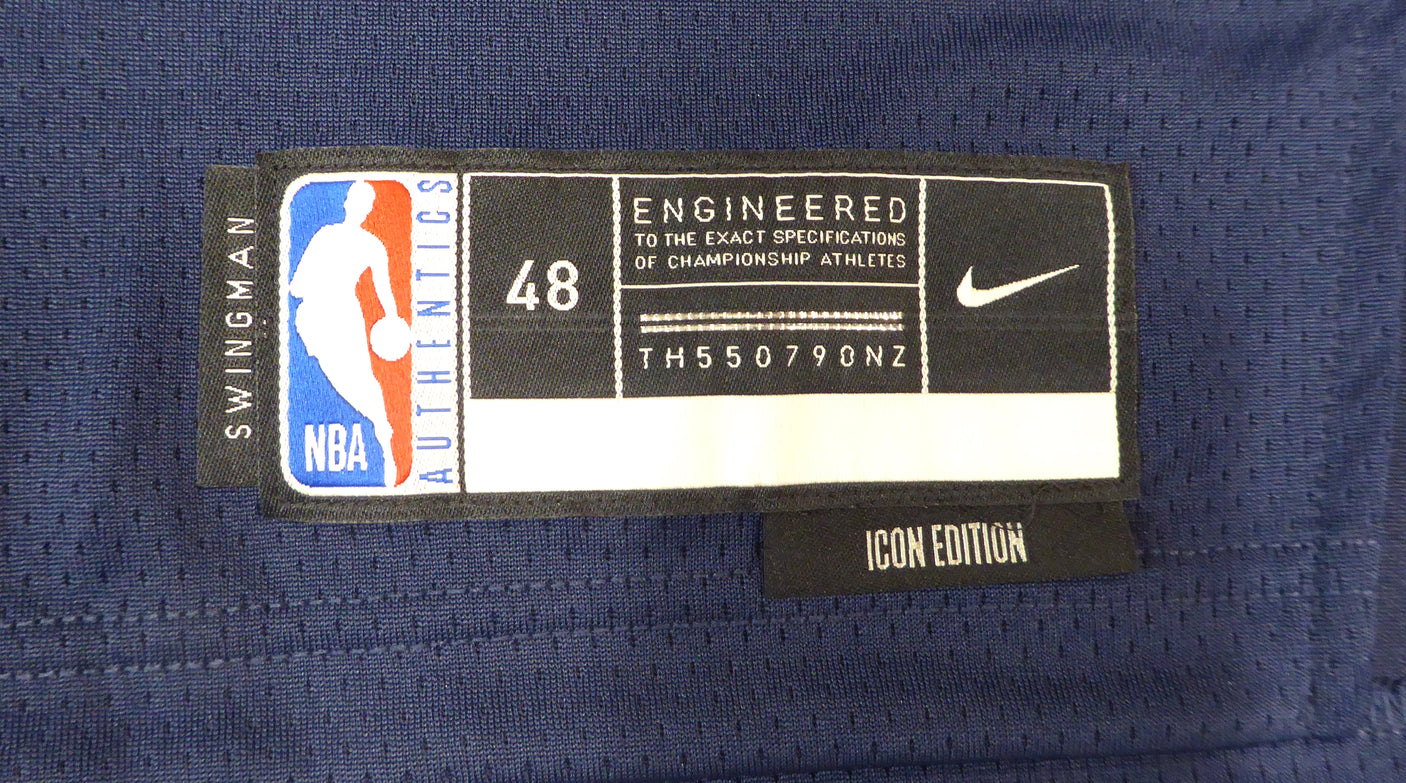 SWINGMAN
NBA
AUTHENTICS
48
ENGINEERED
TO THE EXACT SPECIFICATIONS
OF CHAMPIONSHIP ATHLETES
TH550790NZ
ICON EDITION